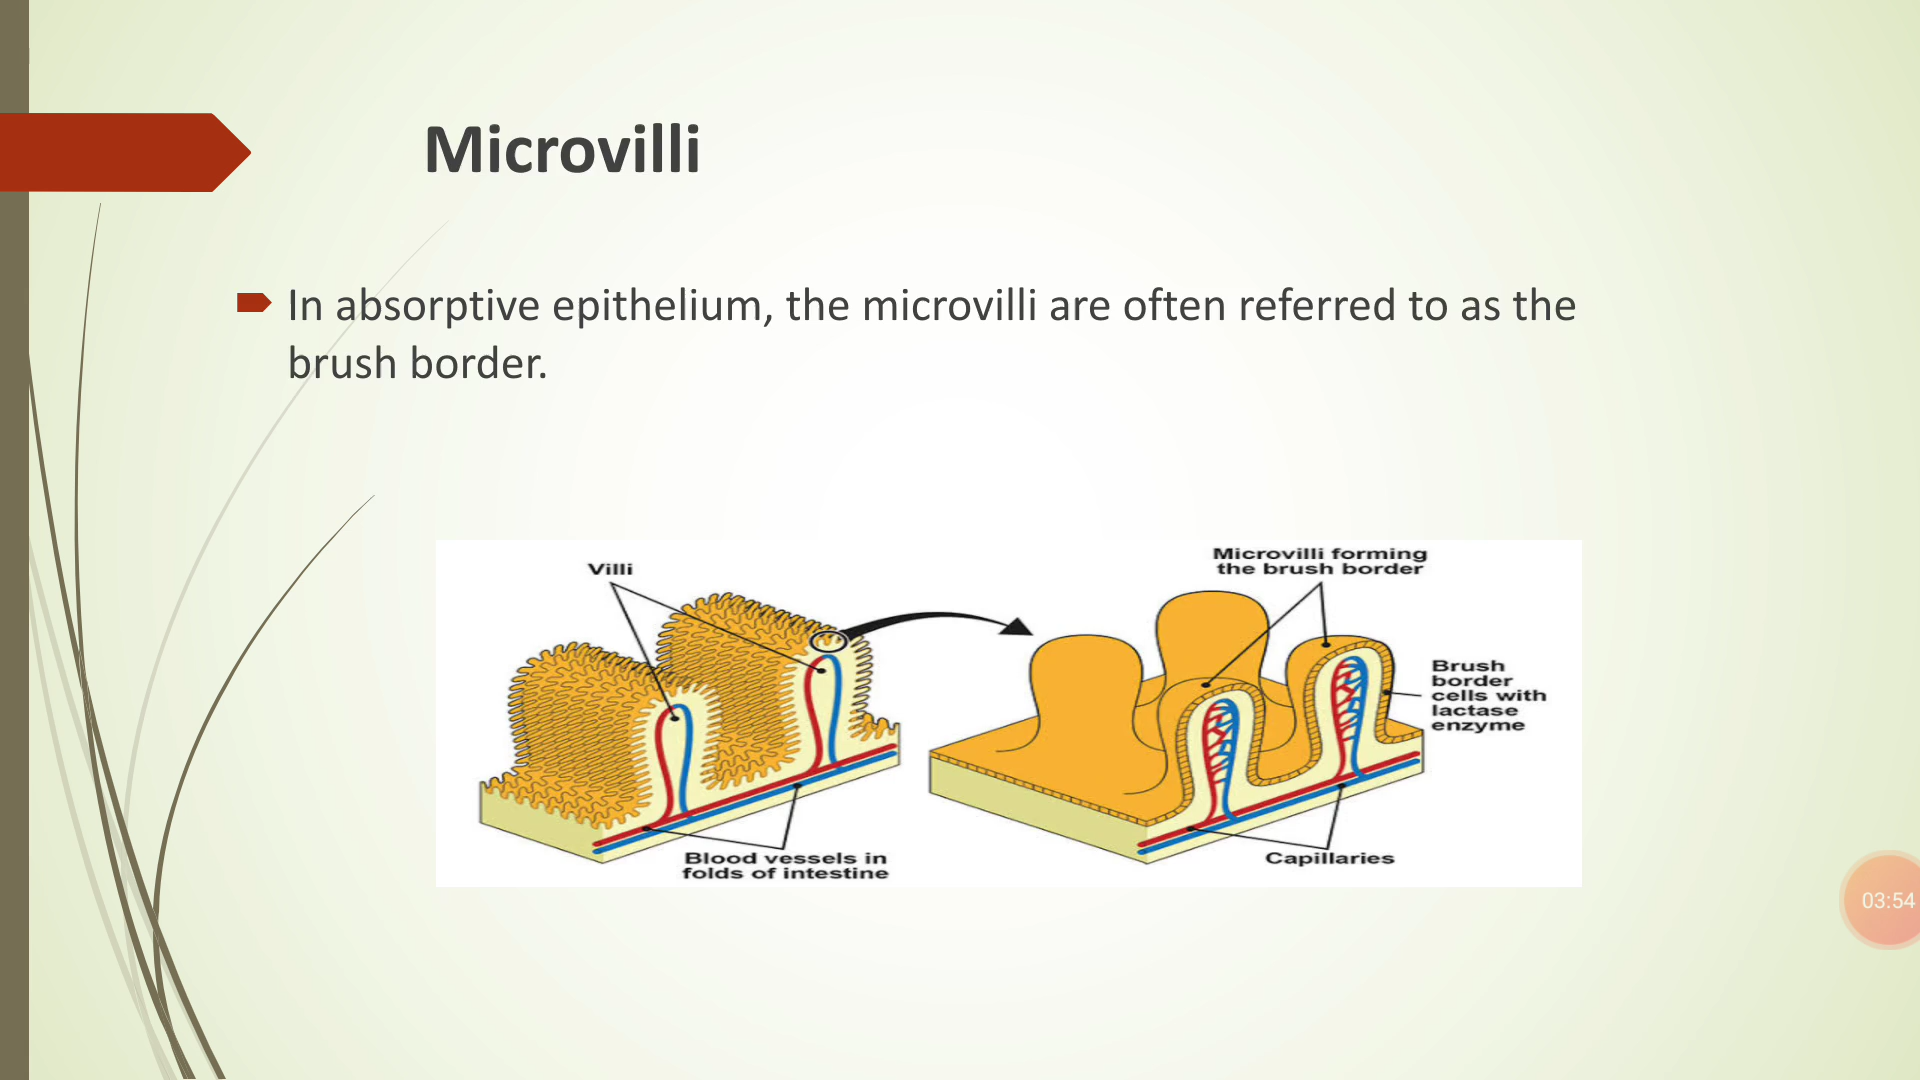 Microvilli
In absorptive epithelium, the microvilli are often referred to as the
brush border.
Villi
Microvilli forming
the brush border
Brush
border
cells with
lactase
enzyme
Blood vessels in
folds of intestine
Capillaries
03:54